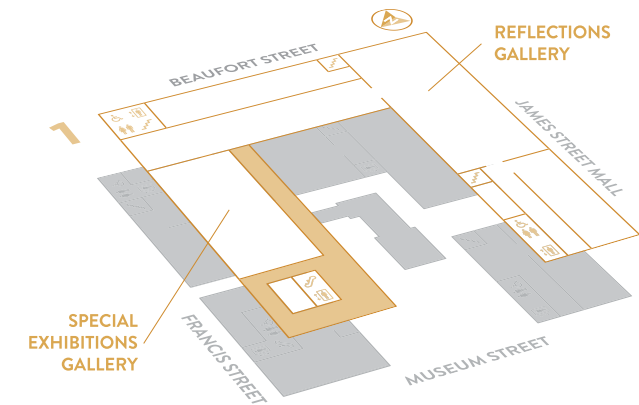 REFLECTIONS
GALLERY
BEAUFORT STREET
1
JAMES STREET MALL
SPECIAL
EXHIBITIONS
GALLERY
FRANCIS STREET
MUSEUM STREET